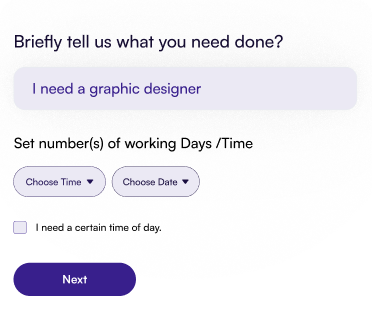 Briefly tell us what you need done?
I need a graphic designer
Set number(s) of working Days /Time
Choose Time
Choose Date
I need a certain time of day.
Next